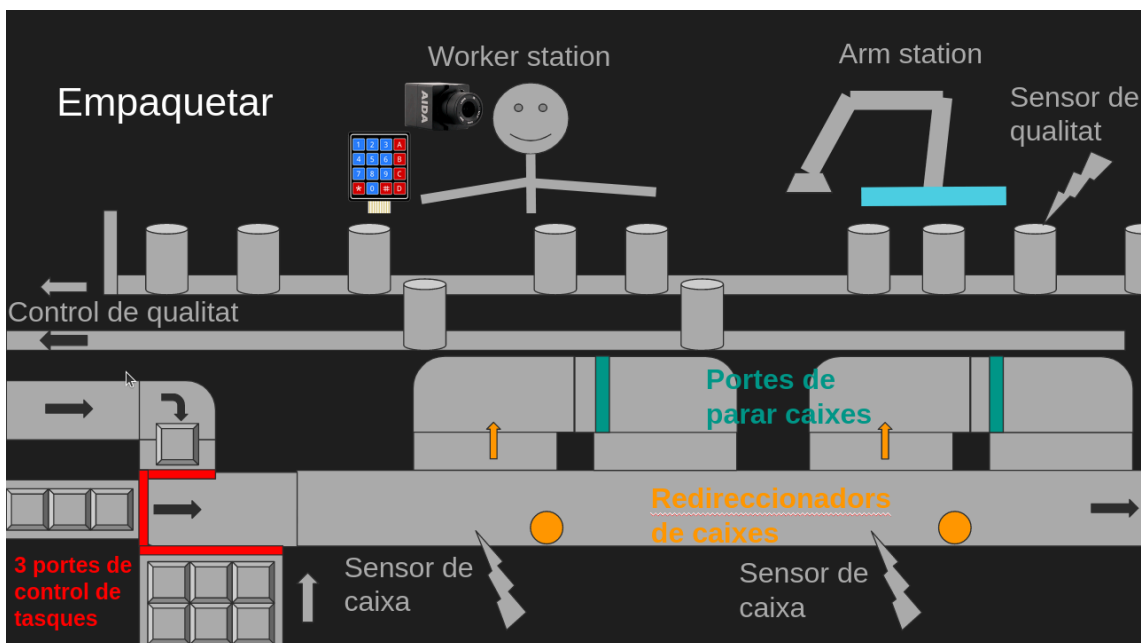 Worker station
Arm station
Empaquetar
AIDA
Sensor de
qualitat
1 2 3 A
4 5 6 B
7 8 9 C
* 0 # D
Control de qualitat
Portes de
parar caixes
Redireccionadors
de caixes
3 portes de
control de
tasques
Sensor de
caixa
Sensor de
caixa